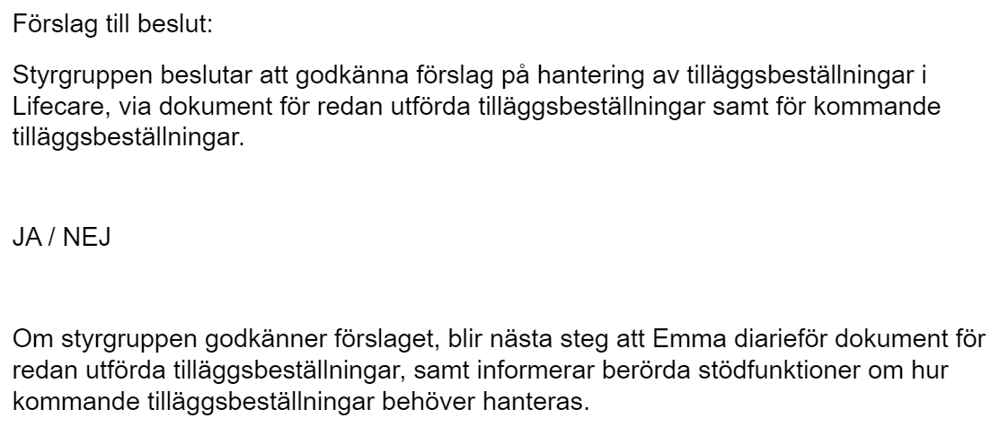 Förslag till beslut:
Styrgruppen beslutar att godkänna förslag på hantering av tilläggsbeställningar i
Lifecare, via dokument för redan utförda tilläggsbeställningar samt för kommande
tilläggsbeställningar.
JA / NEJ
Om styrgruppen godkänner förslaget, blir nästa steg att Emma diarieför dokument för
redan utförda tilläggsbeställningar, samt informerar berörda stödfunktioner om hur
kommande tilläggsbeställningar behöver hanteras.